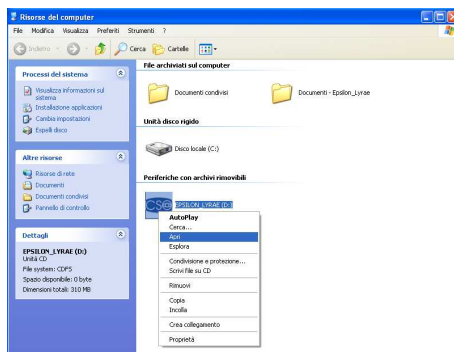 Risorse del computer
File Modifica Visualizza Preferiti Strumenti ?
Indietro Cerca Cartelle
Processi del sistema
Visualizza informazioni sul
sistema
Installazione applicazioni
Cambia impostazioni
Espelli disco
Altre risorse
Risorse di rete
Documenti
Documenti condivisi
Pannello di controllo
Dettagli
EPSILON_LYRAE (D:)
Unità CD
File system: CDFS
Spazio disponibile: 0 byte
Dimensioni totali: 310 MB
File archiviati sul computer
Documenti condivisi Documenti - Epsilon_Lyrae
Unità disco rigido
Disco locale (C:)
Periferiche con archivi rimovibili
EPSILON_LYRAE (D:)
AutoPlay
Cerca...
Apri
Esplora
Condivisione e protezione...
Scrivi file su CD
Rimuovi
Copia
Incolla
Crea collegamento
Proprietà